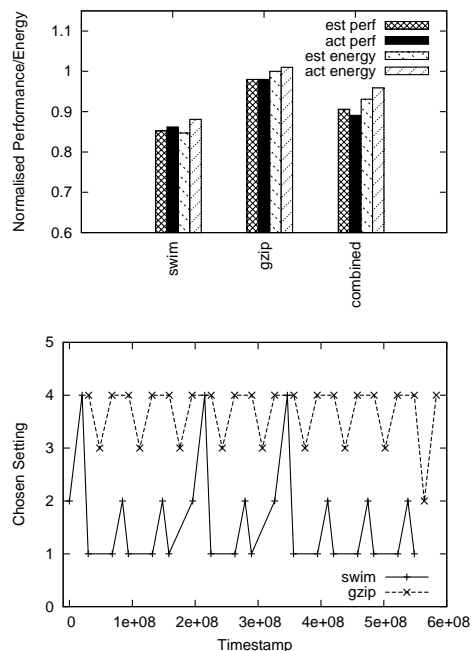 Normalised Performance/Energy
1.1
1
0.9
0.8
0.7
0.6
est perf
act perf
est energy
act energy
swim
gzip
combined
Chosen Setting
5
4
3
2
1
0
swim
gzip
0
1e+08
2e+08
3e+08
4e+08
5e+08
6e+08
Timestamp